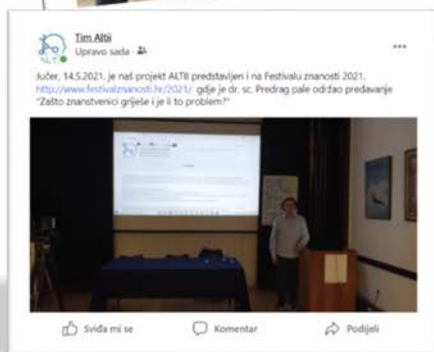 Tim Altii
Upravo sada ·
Jučer, 14.5.2021. je naš projekt ALTII predstavljen i na Festivalu znanosti 2021.
http://www.festivalznanosti.hr/2021/ gdje je dr. sc. Predrag pale održao predavanje
"Zašto znanstvenici griješe i je li to problem?"
Sviđa mi se
Komentar
Podijeli